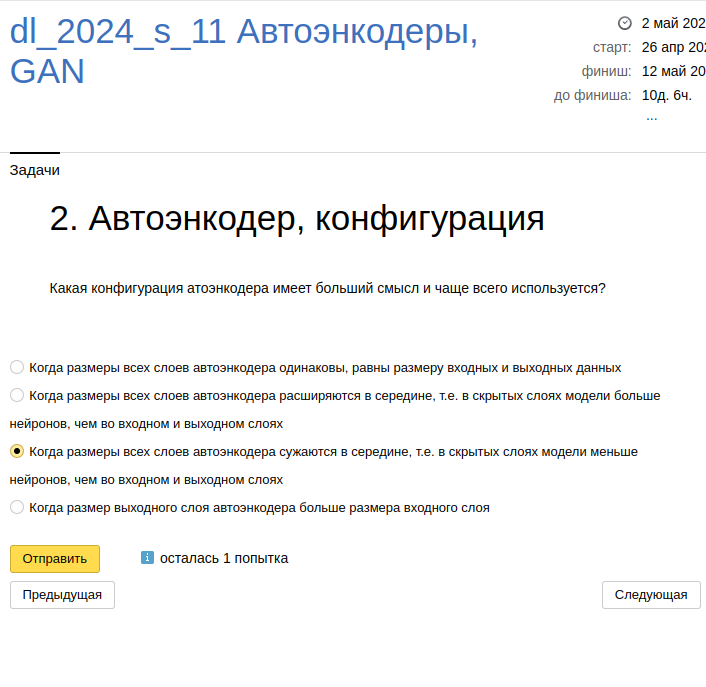 dl_2024_s_11 Автоэнкодеры,
GAN
2 май 202
старт: 26 апр 202
финиш: 12 май 20
до финиша: 10д. 6ч.
...
Задачи
2. Автоэнкодер, конфигурация
Какая конфигурация атоэнкодера имеет больший смысл и чаще всего используется?
Когда размеры всех слоев автоэнкодера одинаковы, равны размеру входных и выходных данных
Когда размеры всех слоев автоэнкодера расширяются в середине, т.е. в скрытых слоях модели больше
нейронов, чем во входном и выходном слоях
Когда размеры всех слоев автоэнкодера сужаются в середине, т.е. в скрытых слоях модели меньше
нейронов, чем во входном и выходном слоях
Когда размер выходного слоя автоэнкодера больше размера входного слоя
Отправить
осталась 1 попытка
Предыдущая
Следующая